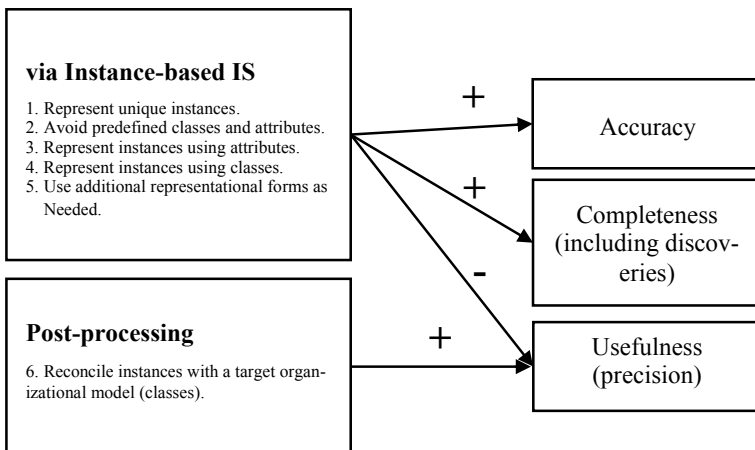 via Instance-based IS
1. Represent unique instances.
2. Avoid predefined classes and attributes.
3. Represent instances using attributes.
4. Represent instances using classes.
5. Use additional representational forms as
Needed.
Post-processing
6. Reconcile instances with a target organ-
izational model (classes).
+
+
-
+
Accuracy
Completeness
(including discov-
eries)
Usefulness
(precision)